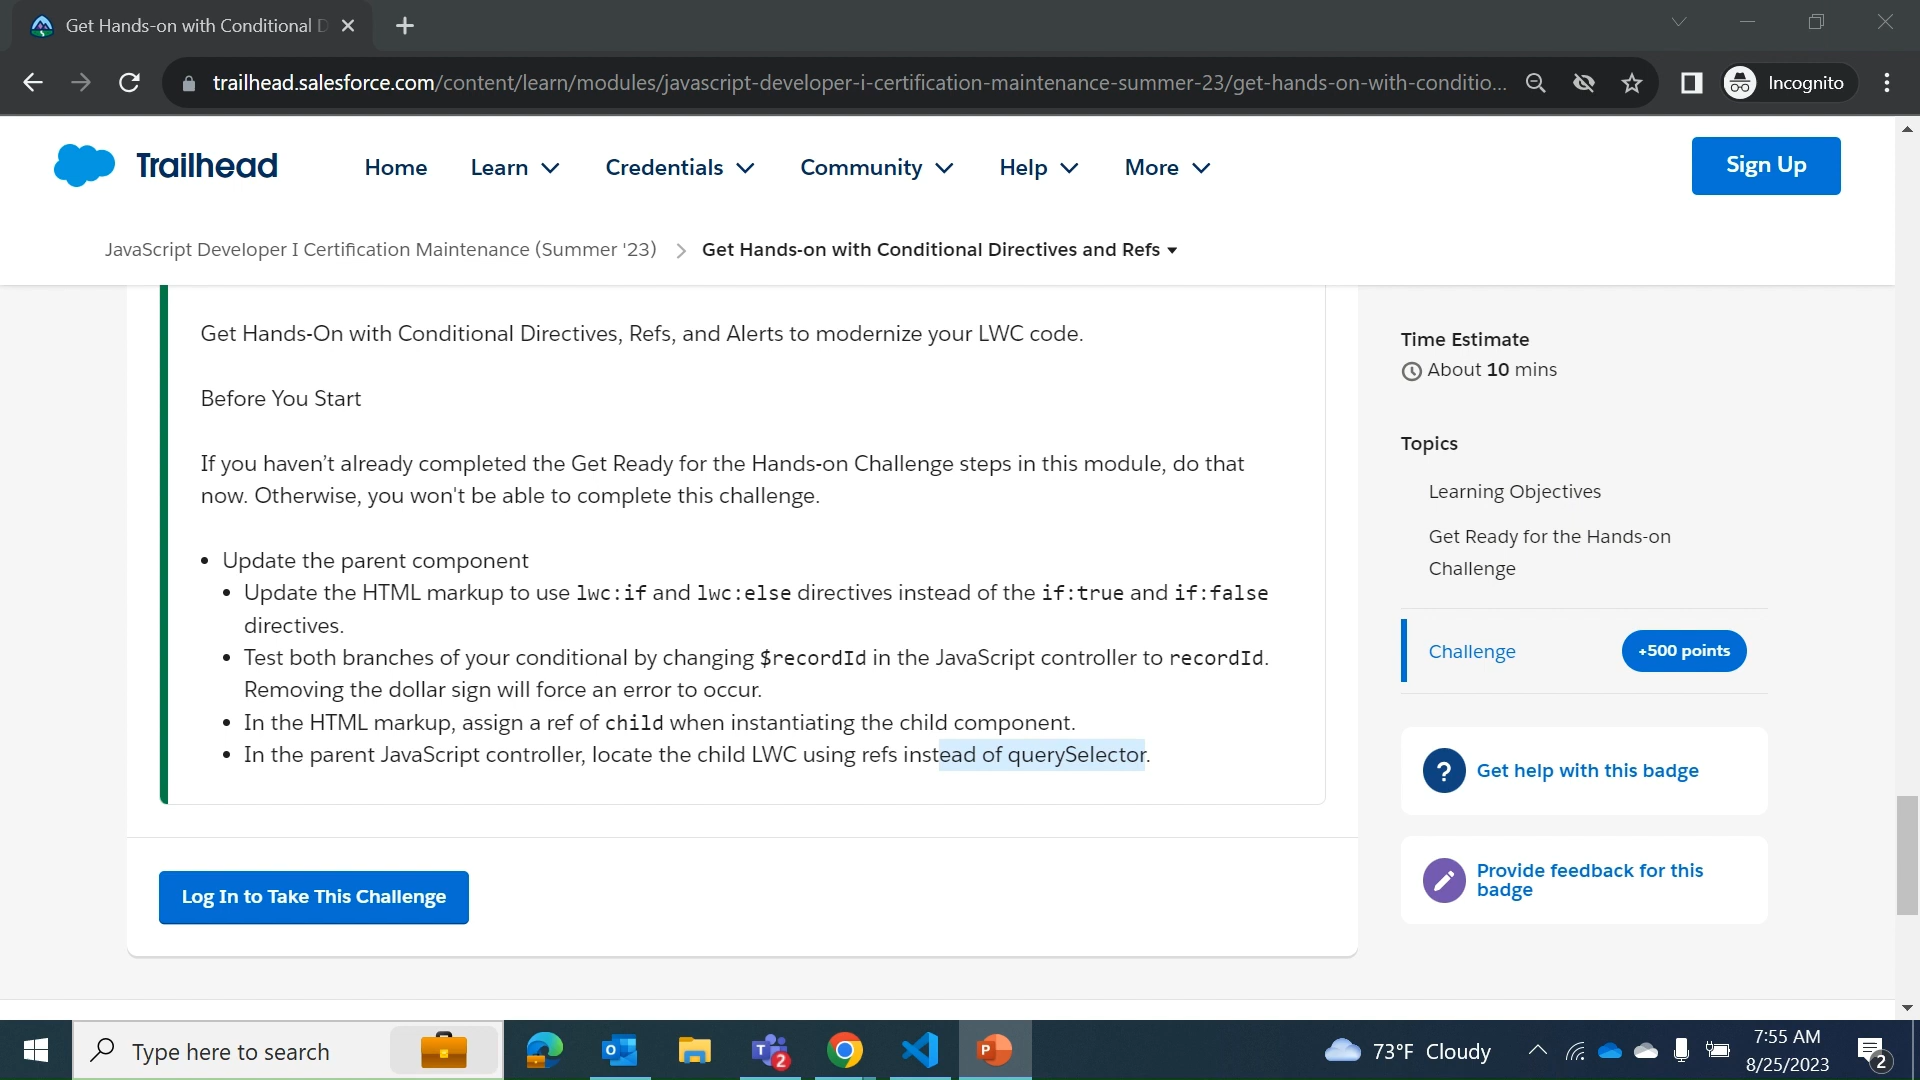 Get Hands-on with Conditional D
trailhead.salesforce.com/content/learn/modules/javascript-developer-i-certification-maintenance-summer-23/get-hands-on-with-conditio...
Incognito
Trailhead
Home
Learn
Credentials
Community
Help
More
Sign Up
JavaScript Developer I Certification Maintenance (Summer '23)
Get Hands-on with Conditional Directives and Refs
Get Hands-On with Conditional Directives, Refs, and Alerts to modernize your LWC code.
Before You Start
If you haven’t already completed the Get Ready for the Hands-on Challenge steps in this module, do that
now. Otherwise, you won't be able to complete this challenge.
• Update the parent component
• Update the HTML markup to use lwc:if and lwc:else directives instead of the if:true and if:false
directives.
• Test both branches of your conditional by changing $recordId in the JavaScript controller to recordId.
Removing the dollar sign will force an error to occur.
• In the HTML markup, assign a ref of child when instantiating the child component.
• In the parent JavaScript controller, locate the child LWC using refs instead of querySelector.
Log In to Take This Challenge
Time Estimate
About 10 mins
Topics
Learning Objectives
Get Ready for the Hands-on
Challenge
Challenge
+500 points
?
Get help with this badge
Provide feedback for this
badge
Type here to search
O
T
2
P
73°F Cloudy
7:55 AM
8/25/2023
2